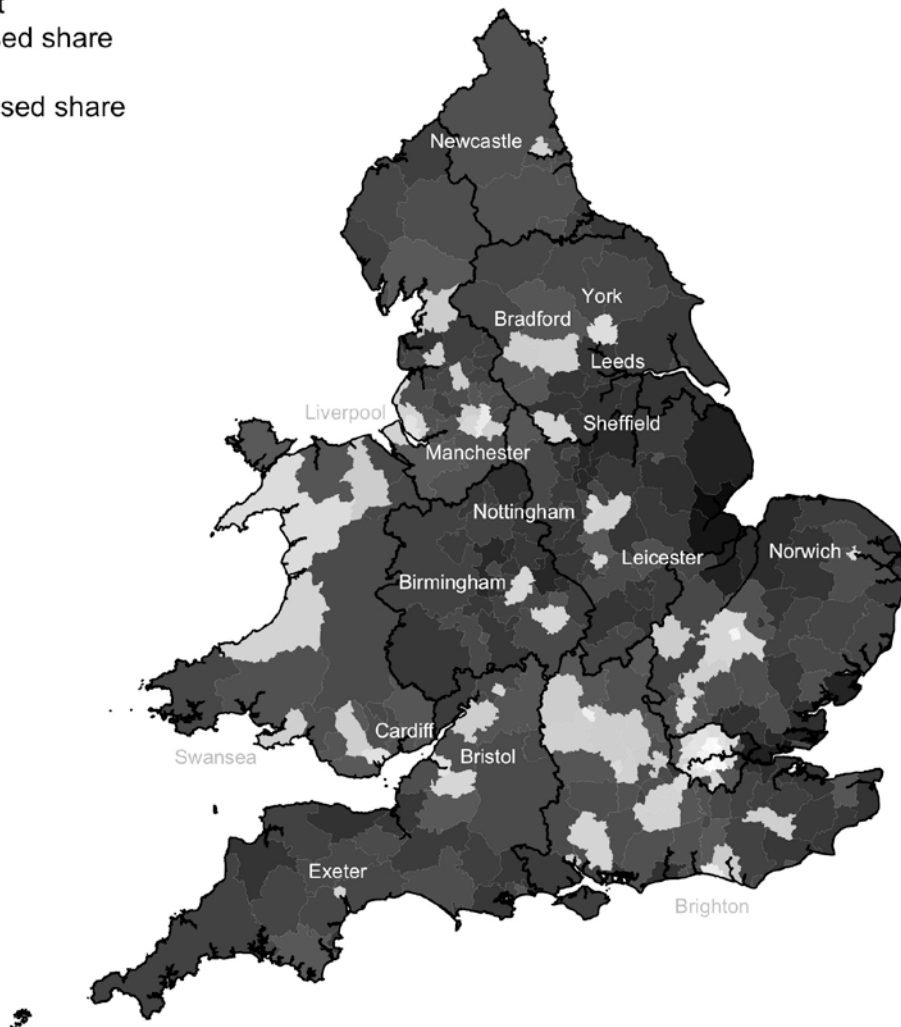 sed share
sed share
Newcastle
York
Bradford
Leeds
Liverpool
Sheffield
Manchester
Nottingham
Leicester
Norwich
Birmingham
Cardiff
Swansea
Bristol
Exeter
Brighton